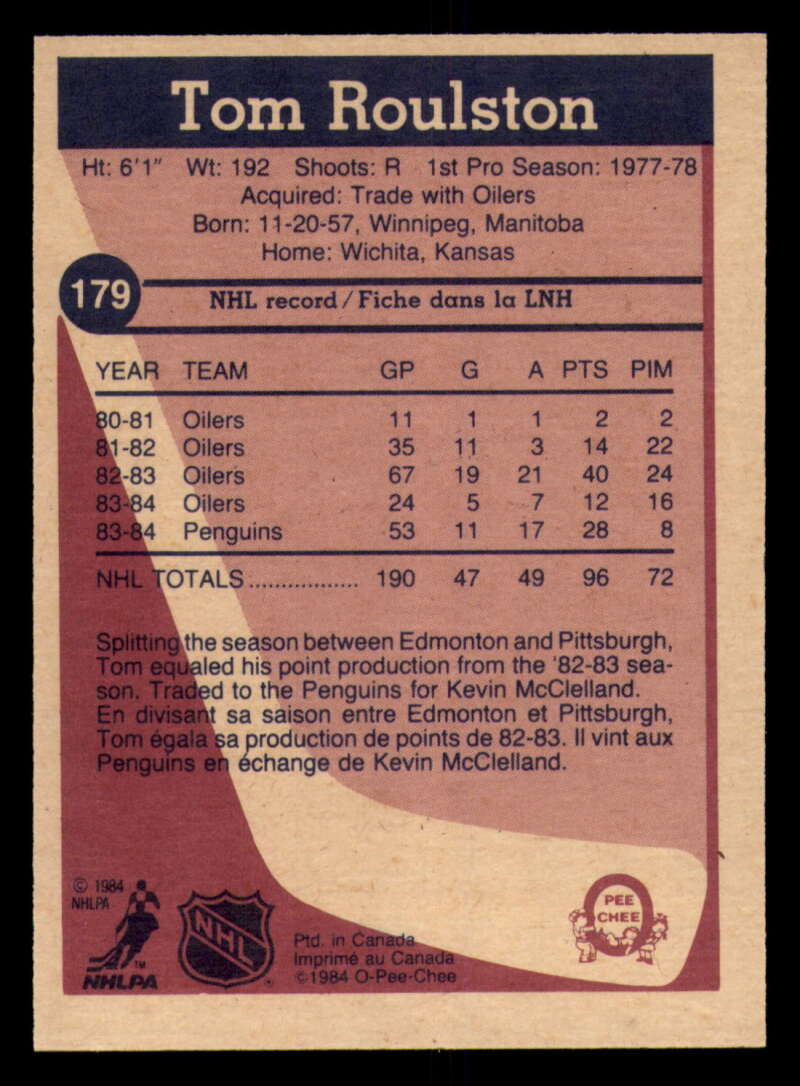 Tom Roulston
Ht: 6'1" Wt: 192 Shoots: R 1st Pro Season: 1977-78
Acquired: Trade with Oilers
Born: 11-20-57, Winnipeg, Manitoba
Home: Wichita, Kansas
179
NHL record/Fiche dans la LNH
YEAR TEAM GP G A PTS PIM
80-81 Oilers 11 1 1 2 2
81-82 Oilers 35 11 3 14 22
82-83 Oilers 67 19 21 40 24
83-84 Oilers 24 5 7 12 16
83-84 Penguins 53 11 17 28 8
NHL TOTALS................. 190 47 49 96 72
Splitting the season between Edmonton and Pittsburgh,
Tom equaled his point production from the '82-83 sea-
son. Traded to the Penguins for Kevin McClelland.
En divisant sa saison entre Edmonton et Pittsburgh,
Tom égala sa production de points de 82-83. Il vint aux
Penguins en échange de Kevin McClelland.
© 1984
NHLPA
TM
NHLPA
NHL
Ptd. in Canada
Imprimé au Canada
©1984 O-Pee-Chee
O
PEE
CHEE